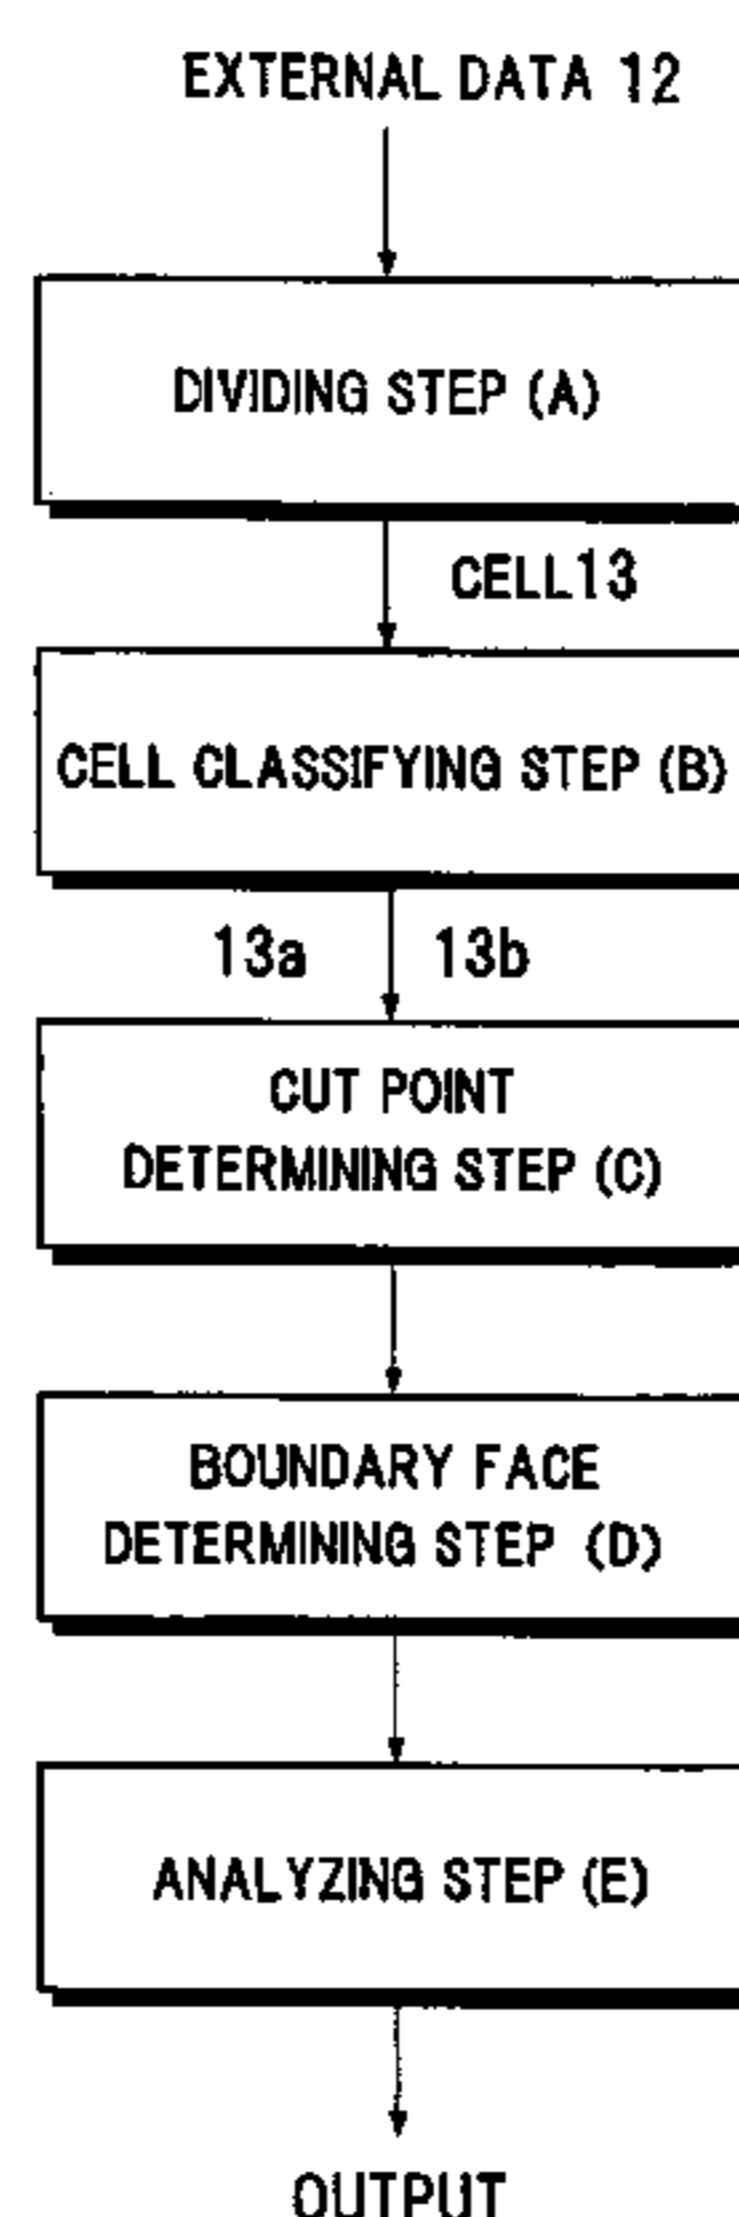 EXTERNAL DATA 12
DIVIDING STEP (A)
CELL13
CELL CLASSIFYING STEP (B)
13a 13b
CUT POINT
DETERMINING STEP (C)
BOUNDARY FACE
DETERMINING STEP (D)
ANALYZING STEP (E)
OUTPUT